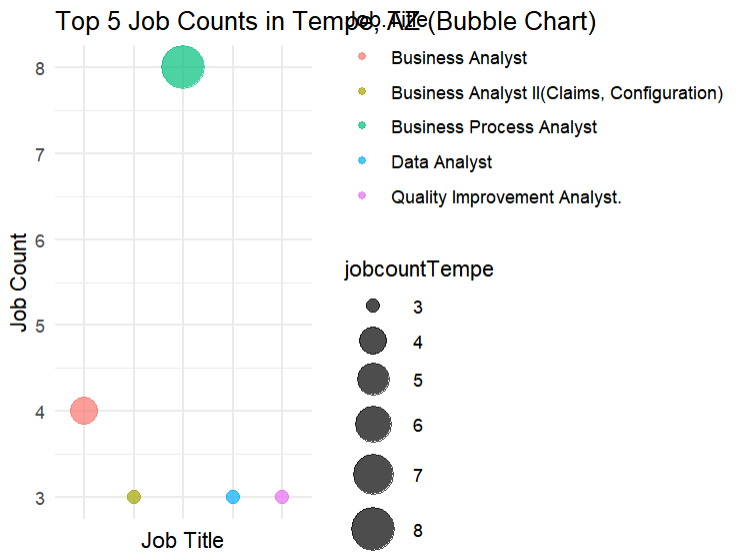 Top 5 Job Counts in Tempe, AZ (Bubble Chart)
Job.Title
Business Analyst
Business Analyst II(Claims, Configuration)
Business Process Analyst
Data Analyst
Quality Improvement Analyst.
jobcountTempe
3
4
5
6
7
8
Job Count
8
7
6
5
4
3
Job Title